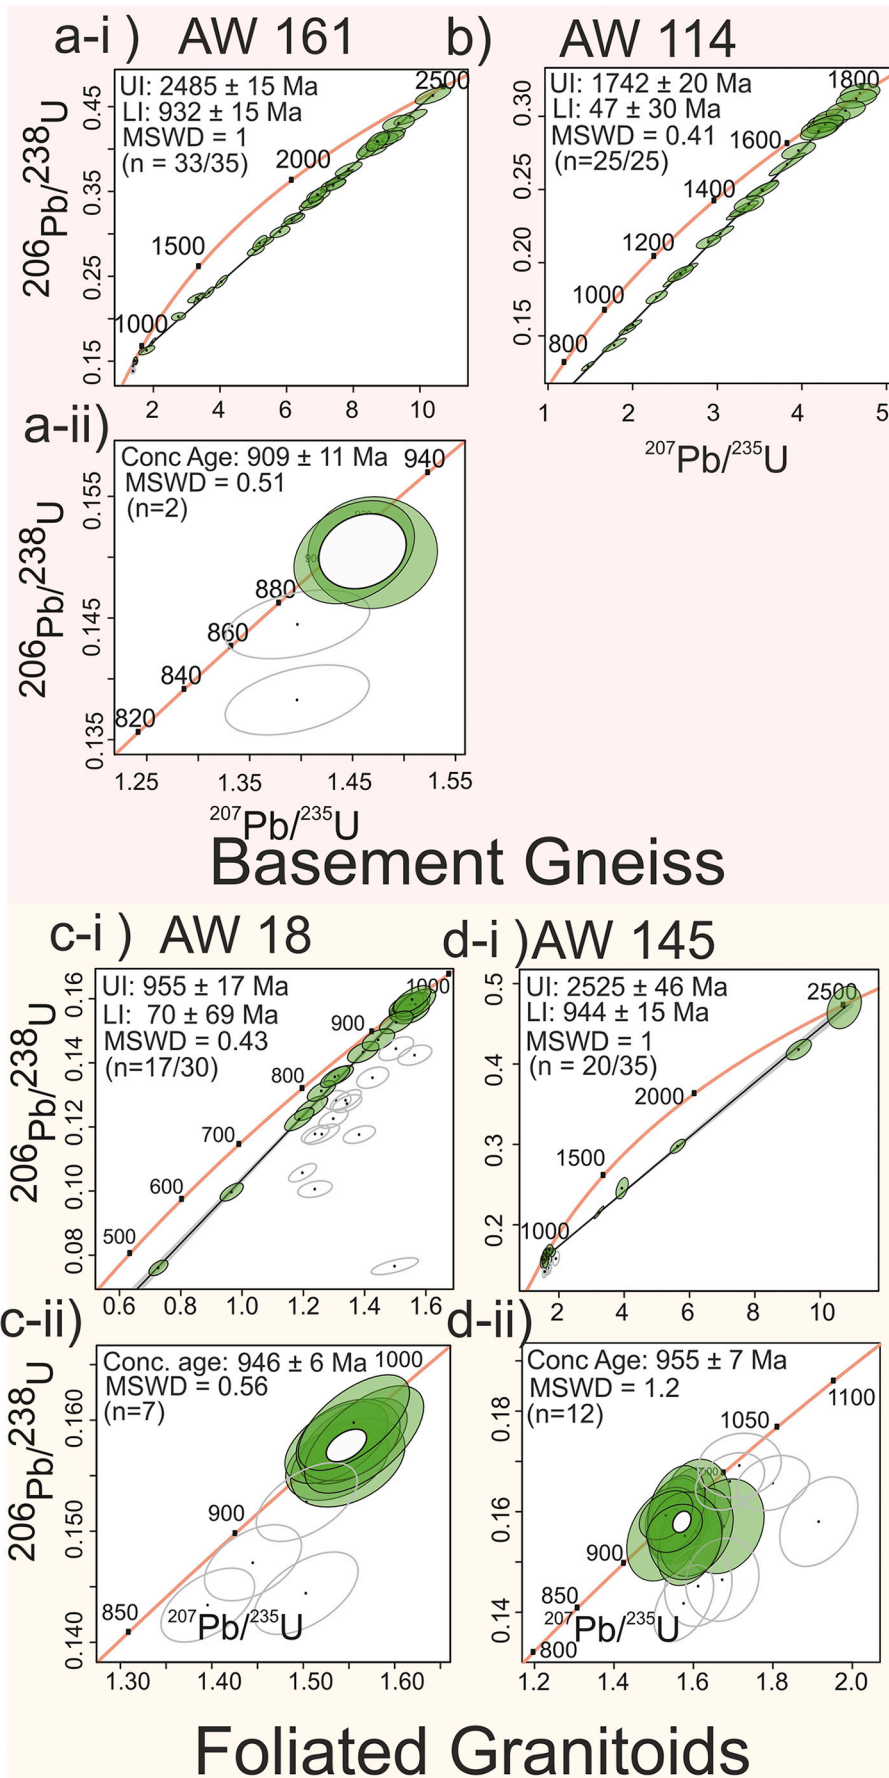 a-i ) AW 161
UI: 2485 ± 15 Ma
LI: 932 ± 15 Ma
MSWD = 1
(n = 33/35)
2500
2000
1500
1000
0.45
0.35
0.25
0.15
206Pb/238U
2 4 6 8 10
b) AW 114
UI: 1742 ± 20 Ma
LI: 47 ± 30 Ma
MSWD = 0.41
(n=25/25)
1800
1600
1400
1200
1000
800
0.30
0.25
0.20
0.15
1 2 3 4 5
207Pb/235U
a-ii)
Conc Age: 909 ± 11 Ma
MSWD = 0.51
(n=2)
940
880
860
840
820
0.155
0.145
0.135
206Pb/238U
1.25 1.35 1.45 1.55
207Pb/235U
Basement Gneiss
c-i ) AW 18
UI: 955 ± 17 Ma
LI: 70 ± 69 Ma
MSWD = 0.43
(n=17/30)
1000
900
800
700
600
500
0.16
0.14
0.12
0.10
0.08
206Pb/238U
0.6 0.8 1.0 1.2 1.4 1.6
d-i ) AW 145
UI: 2525 ± 46 Ma
LI: 944 ± 15 Ma
MSWD = 1
(n = 20/35)
2500
2000
1500
1000
0.5
0.4
0.3
0.2
2 4 6 8 10
c-ii)
Conc. age: 946 ± 6 Ma
MSWD = 0.56
(n=7)
1000
900
850
0.160
0.150
0.140
206Pb/238U
207Pb/235U
1.30 1.40 1.50 1.60
d-ii)
Conc Age: 955 ± 7 Ma
MSWD = 1.2
(n=12)
1100
1050
900
850
800
0.18
0.16
0.14
207Pb/235U
1.2 1.4 1.6 1.8 2.0
Foliated Granitoids